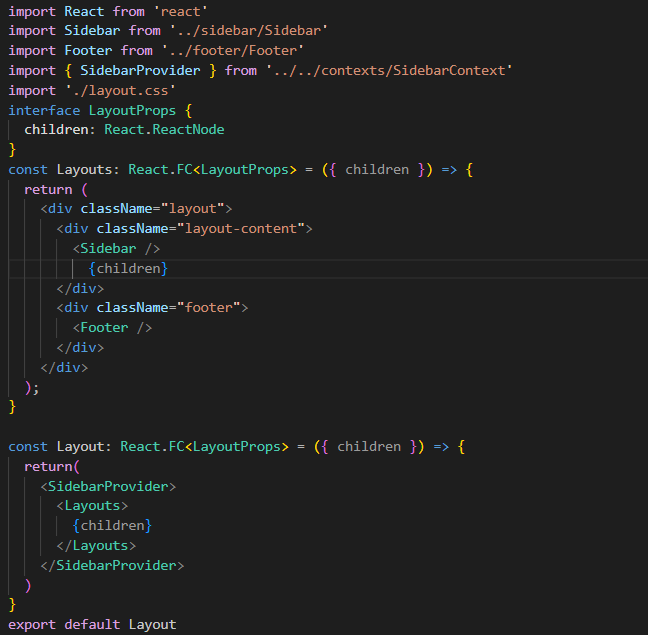 import React from 'react'
import Sidebar from '../sidebar/Sidebar'
import Footer from '../footer/Footer'
import { SidebarProvider } from '../../contexts/SidebarContext'
import './layout.css'
interface LayoutProps {
  children: React.ReactNode
}
const Layouts: React.FC<LayoutProps> = ({ children }) => {
  return (
    <div className="layout">
      <div className="layout-content">
        <Sidebar />
          {children}
      </div>
      <div className="footer">
        <Footer />
      </div>
    </div>
  );
}

const Layout: React.FC<LayoutProps> = ({ children }) => {
  return(
    <SidebarProvider>
      <Layouts>
        {children}
      </Layouts>
    </SidebarProvider>
  )
}
export default Layout